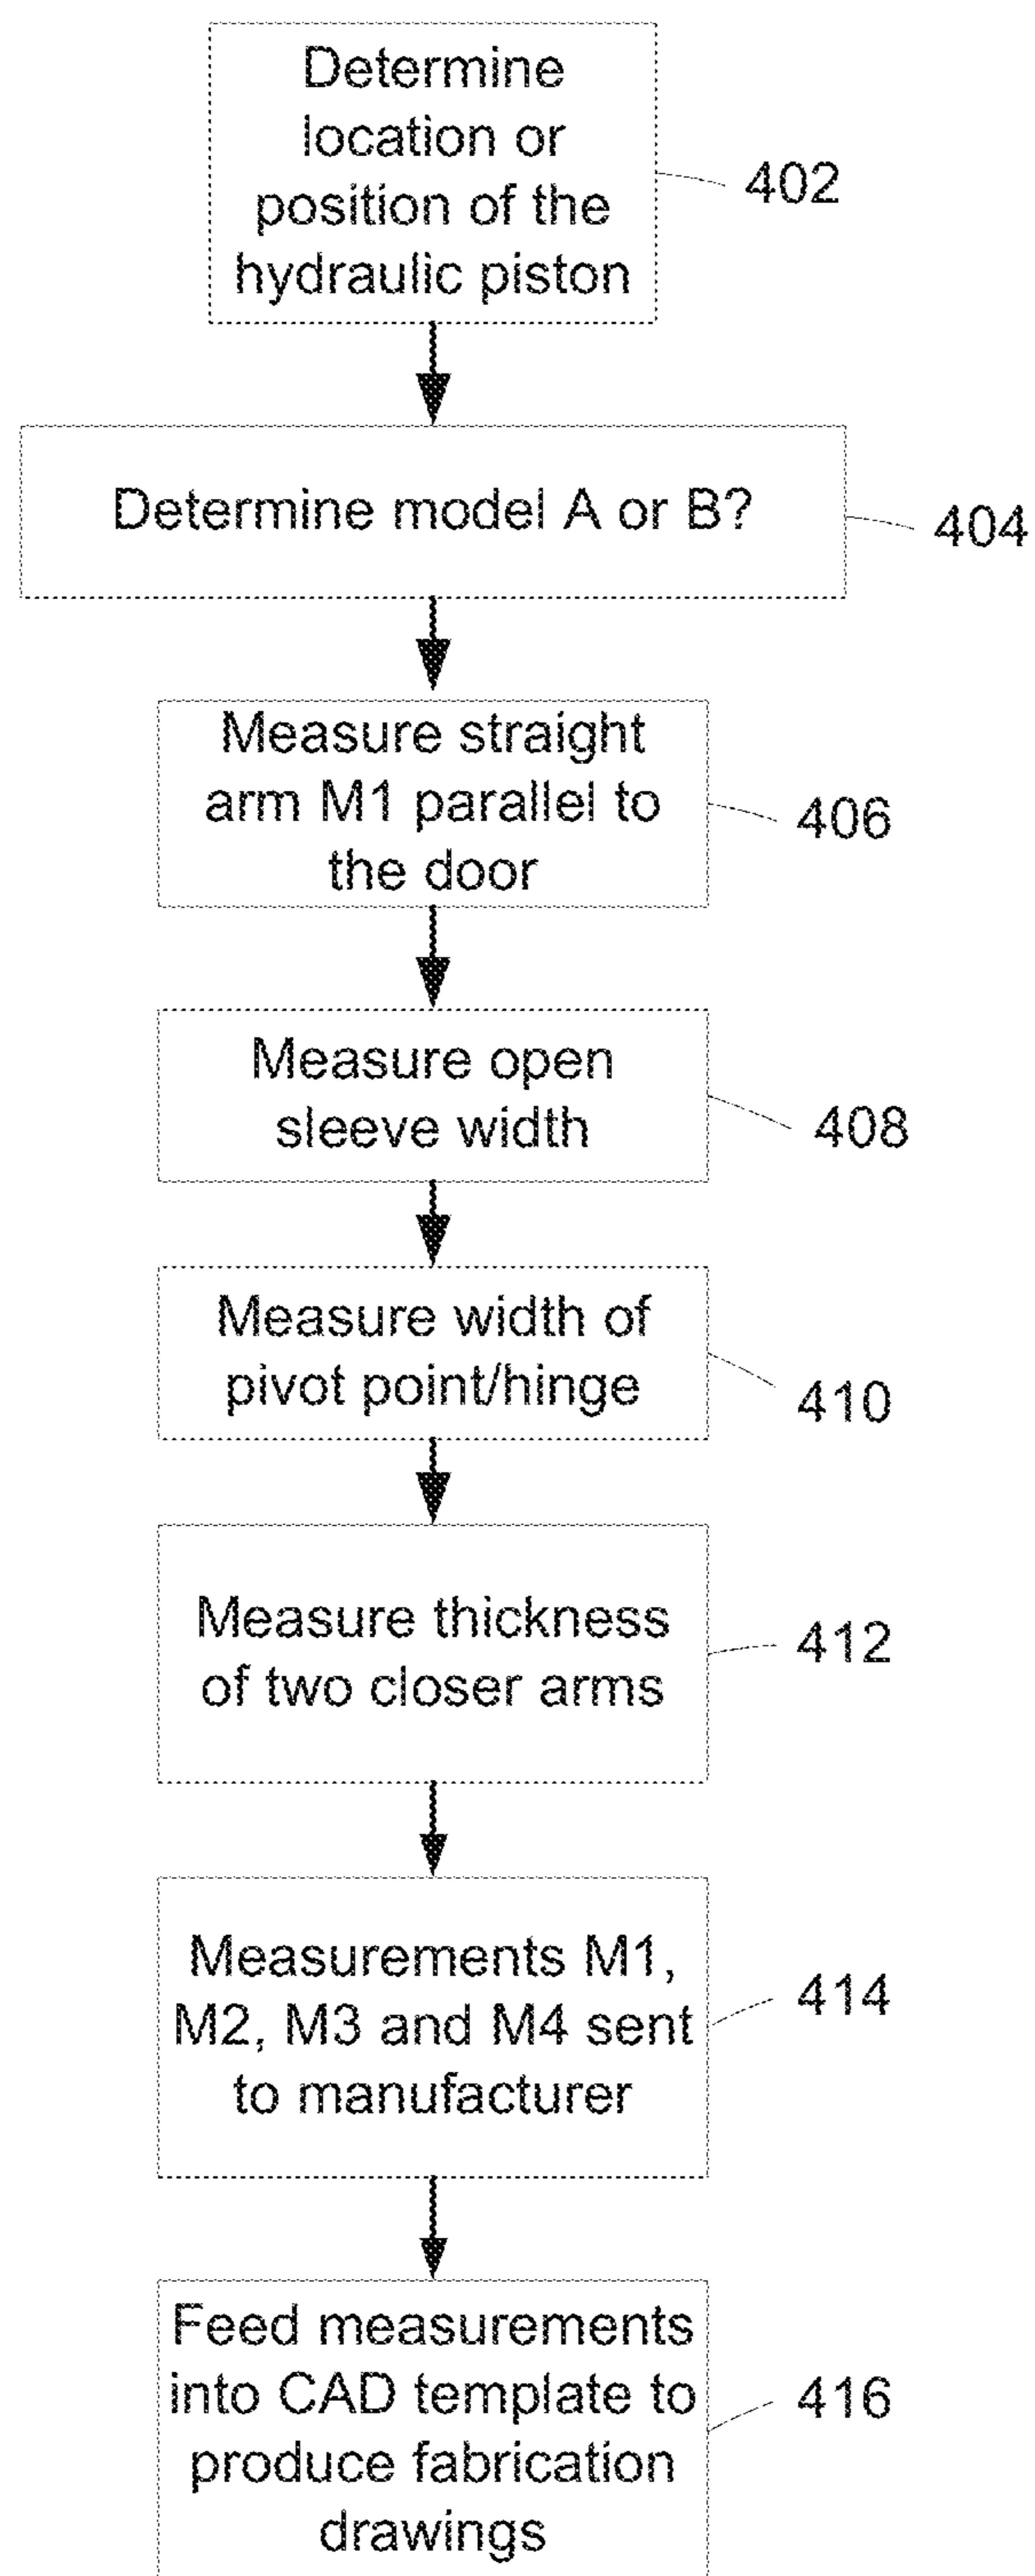 Determine
location or
position of the
hydraulic piston
402
Determine model A or B?
404
Measure straight
arm M1 parallel to
the door
406
Measure open
sleeve width
408
Measure width of
pivot point/hinge
410
Measure thickness
of two closer arms
412
Measurements M1,
M2, M3 and M4 sent
to manufacturer
414
Feed measurements
into CAD template to
produce fabrication
drawings
416